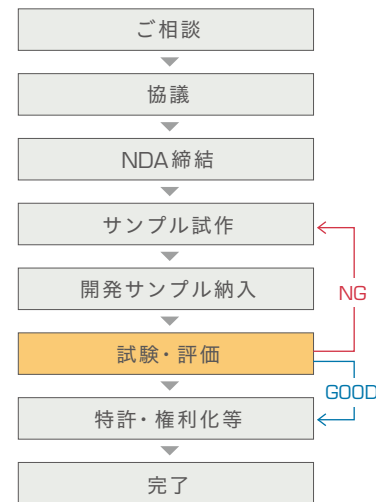 ご相談
協議
NDA締結
サンプル試作
開発サンプル納入
NG
試験・評価
GOOD
特許・権利化等
完了